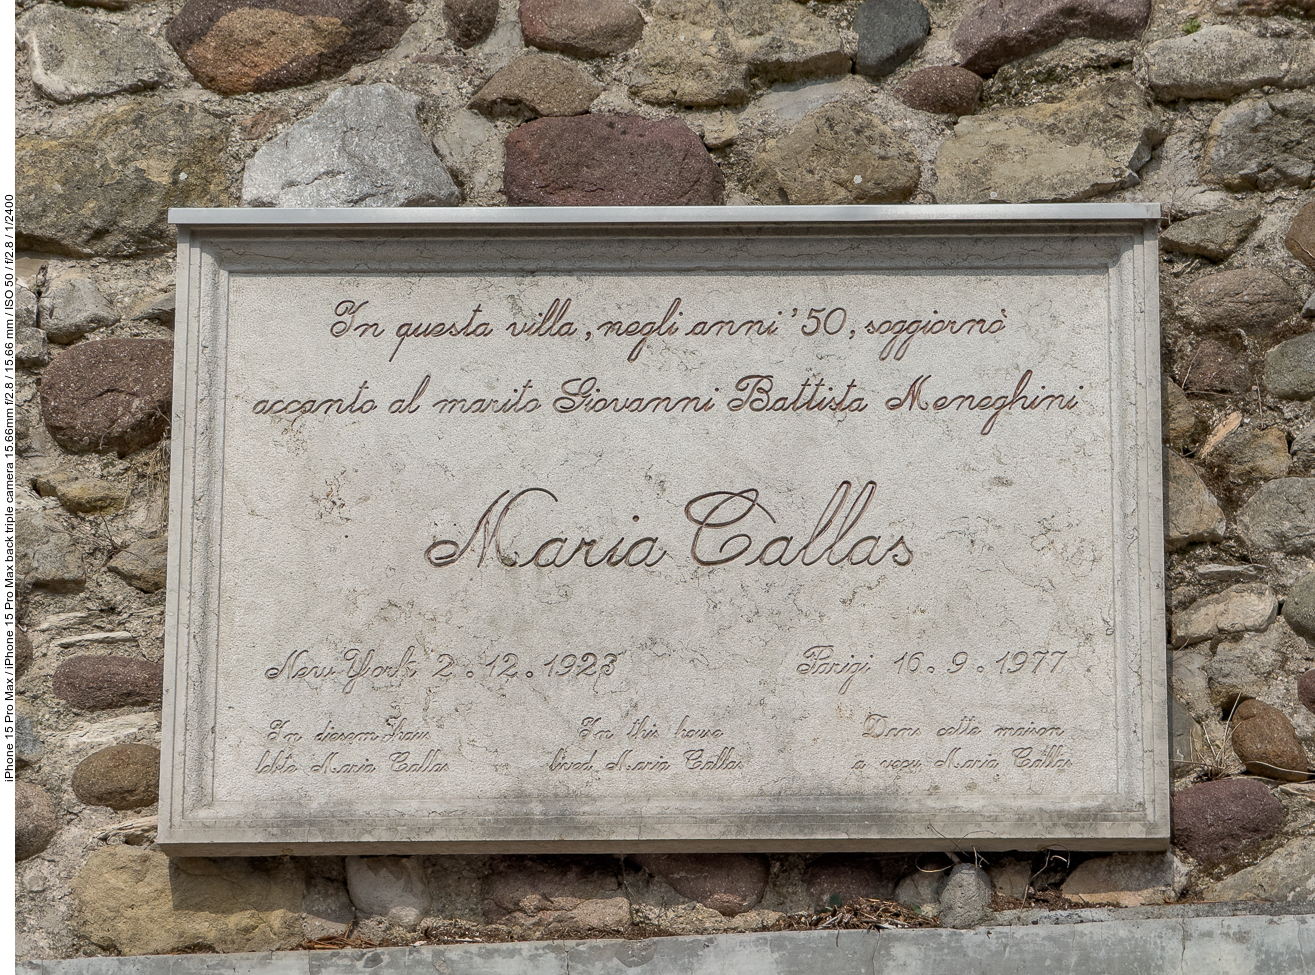 In questa villa, negli anni '50, soggiornò
accanto al marito Giovanni Battista Meneghini
Maria Callas
New York 2.12.1923
Parigi 16.9.1977
In diesem Haus
lebte Maria Callas
In this house
lived Maria Callas
Dans cette maison
a vepu Maria Callas
iPhone 15 Pro Max / iPhone 15 Pro Max back triple camera 15.66mm f/2.8 / 15.66 mm / ISO 50 / f/2.8 / 1/2400